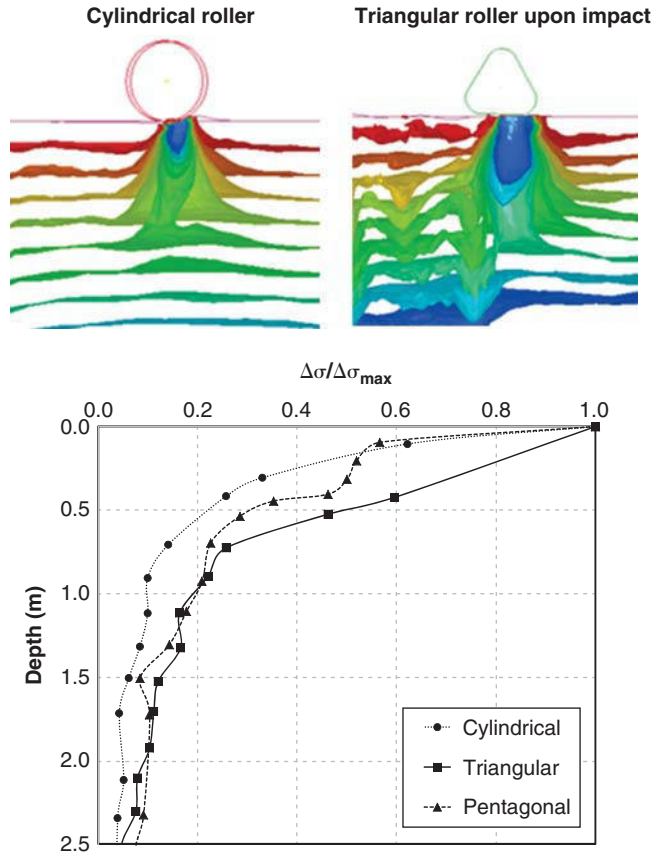 Cylindrical roller
Triangular roller upon impact
Δσ/Δσmax
0.0 0.2 0.4 0.6 0.8 1.0
0.0
0.5
1.0
1.5
2.0
2.5
Depth (m)
Cylindrical
Triangular
Pentagonal